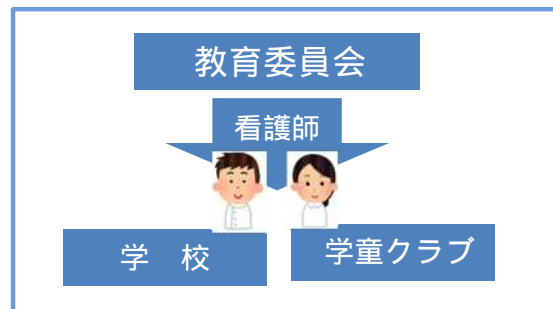 教育委員会
看護師
学　校
学童クラブ